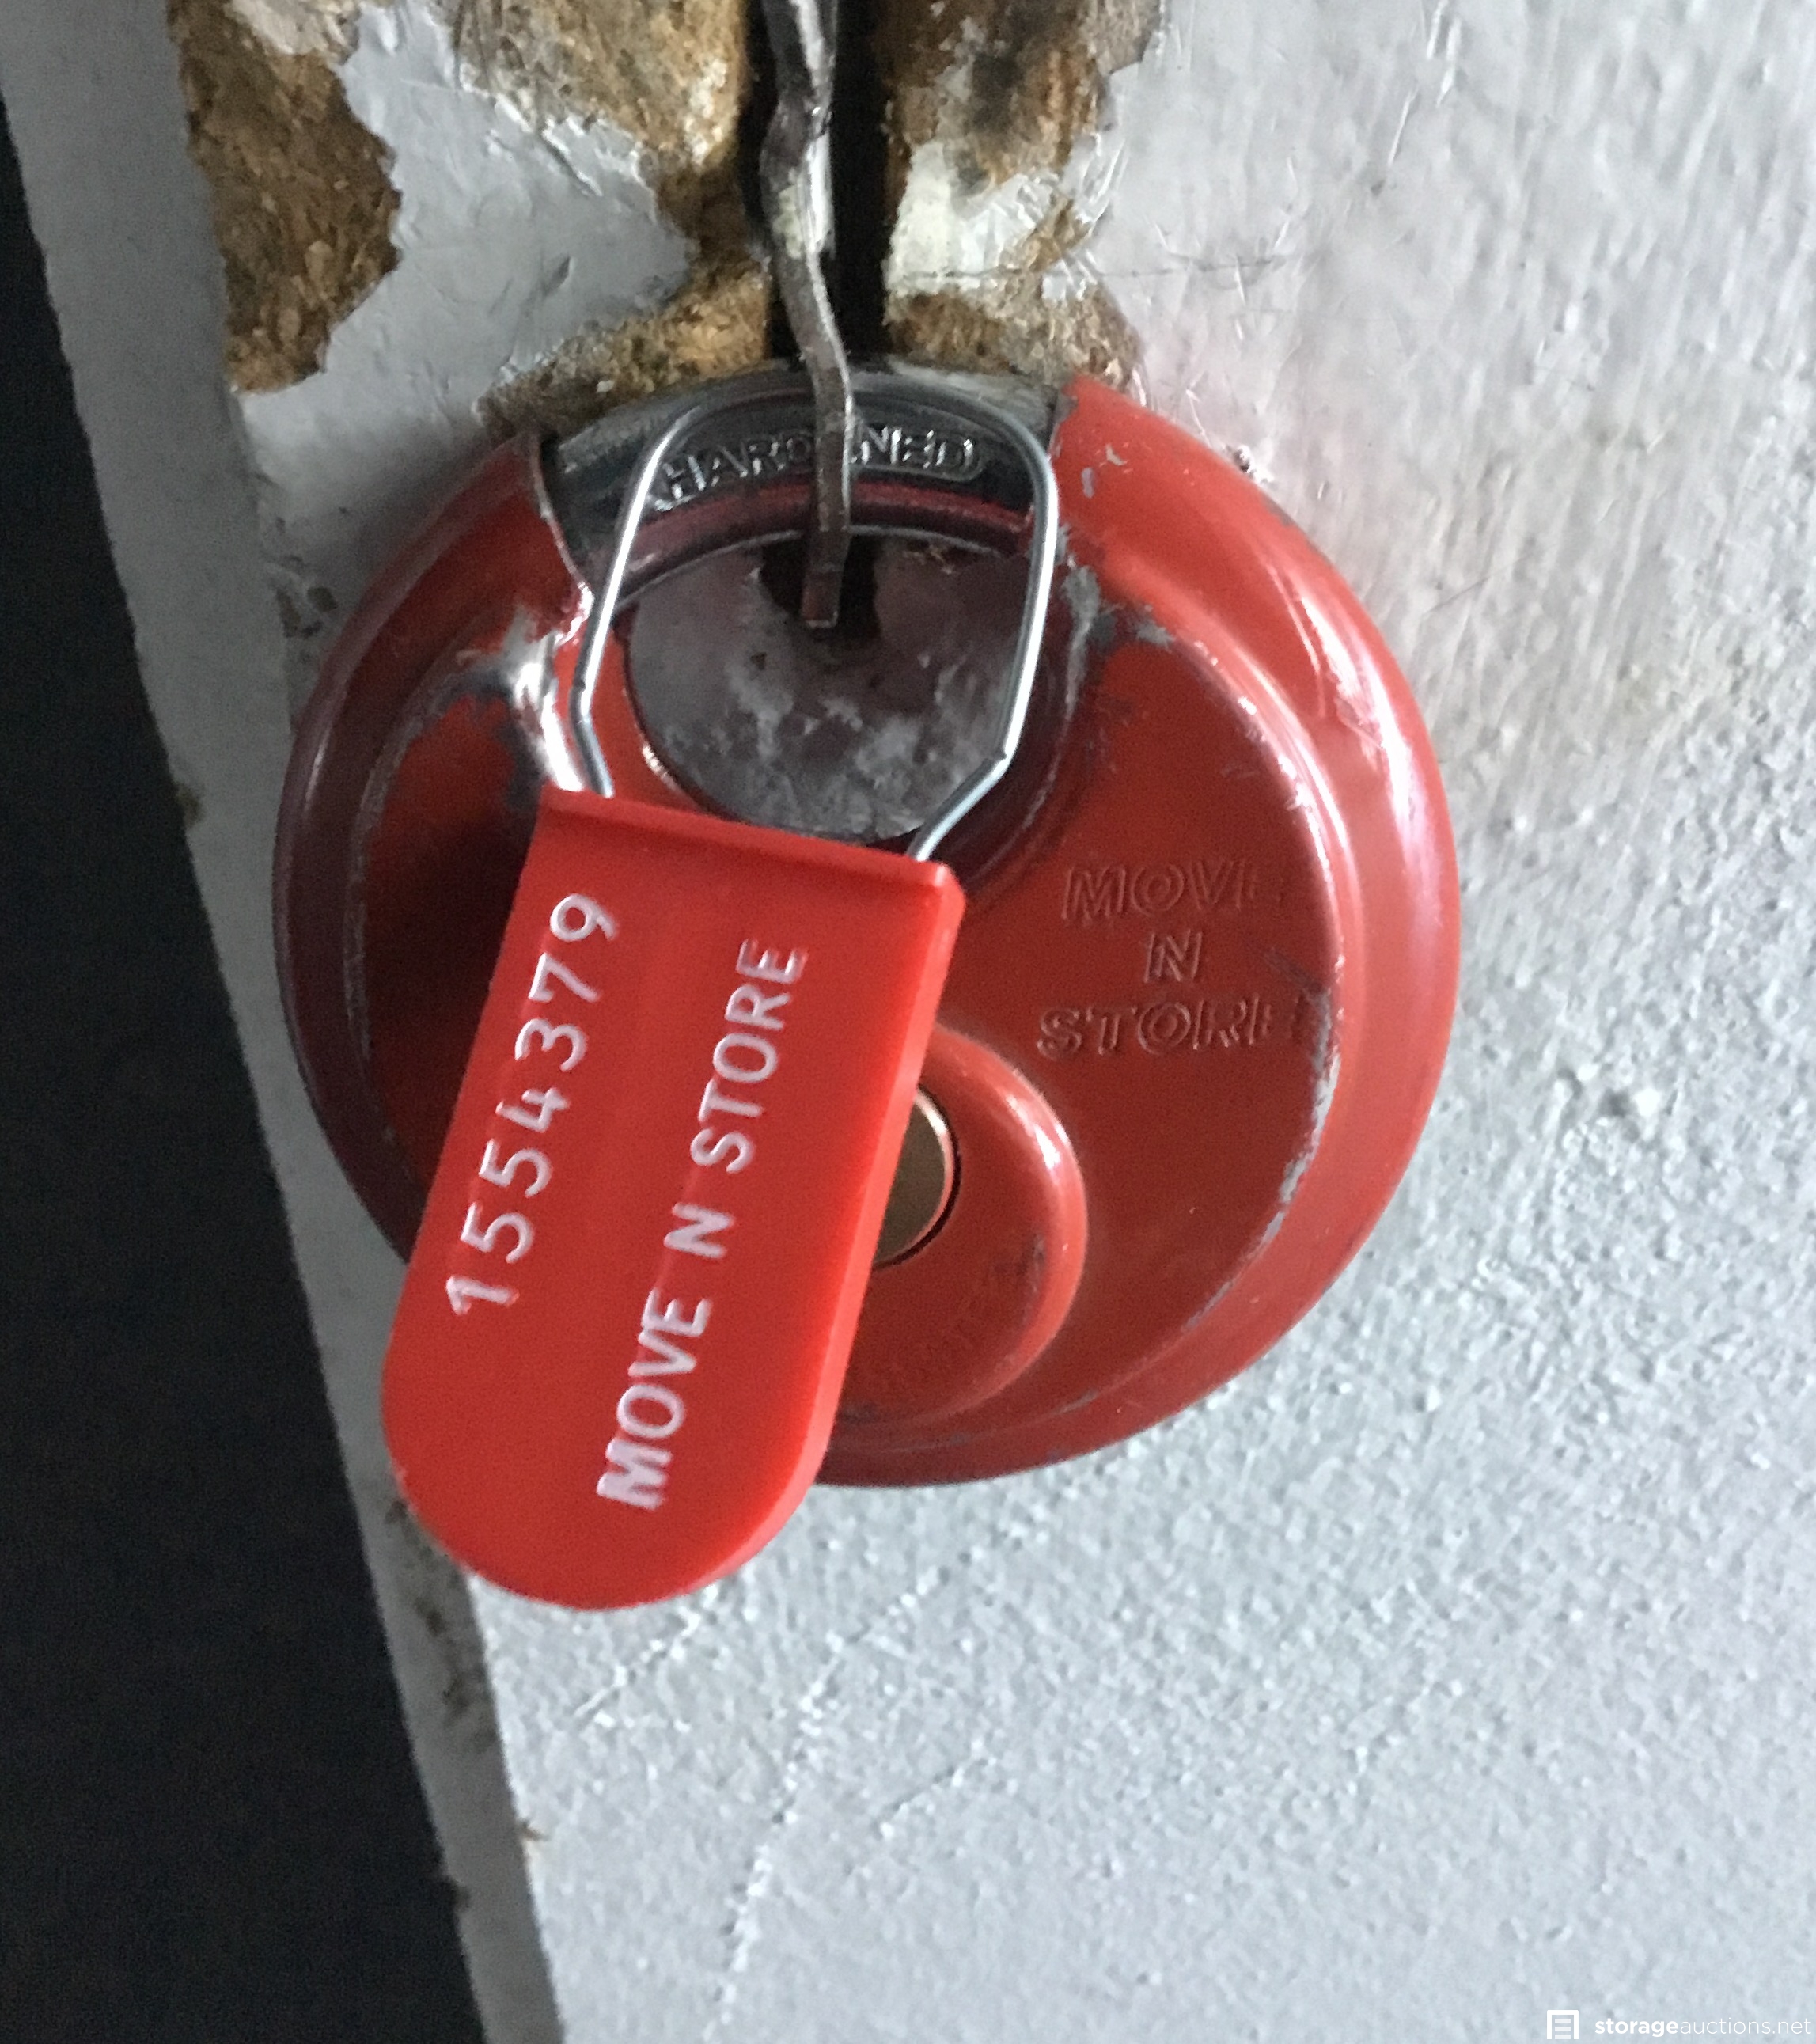 HARDENED
MOVE
N
STORE
1554379
MOVE N STORE
storageauctions.net